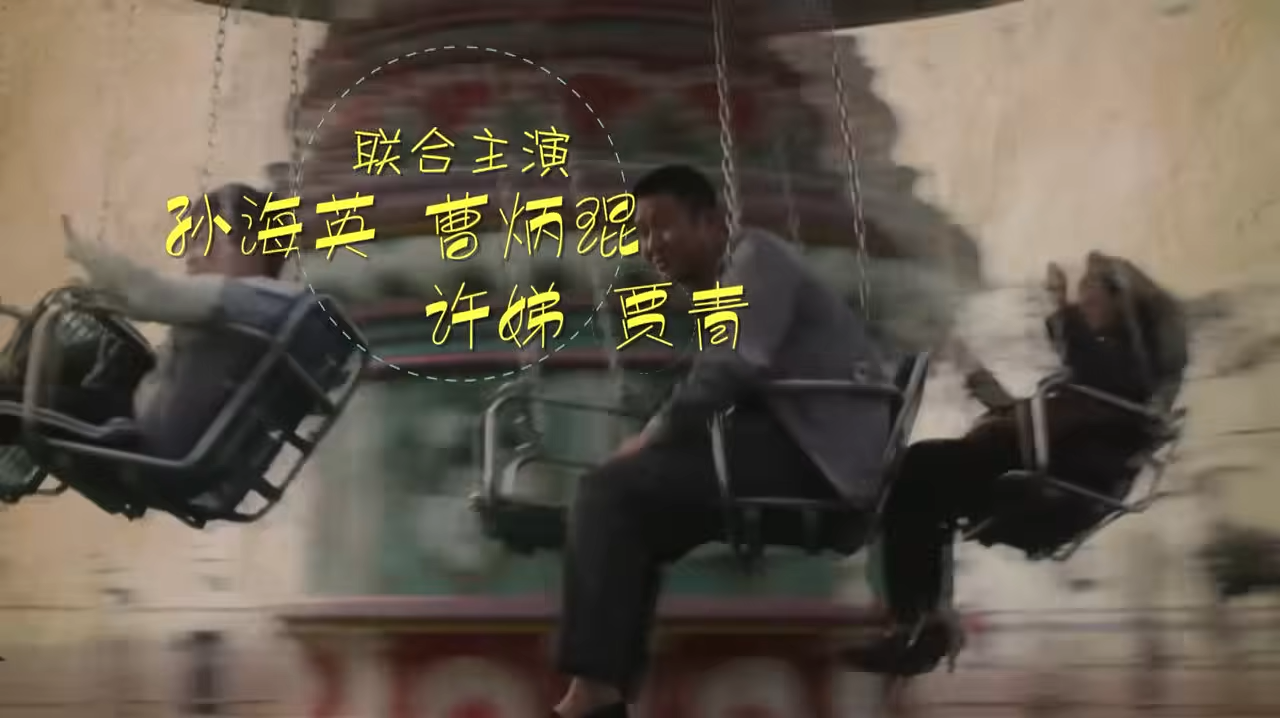 联合主演
孙海英 曹炳琨
许娣 贾青